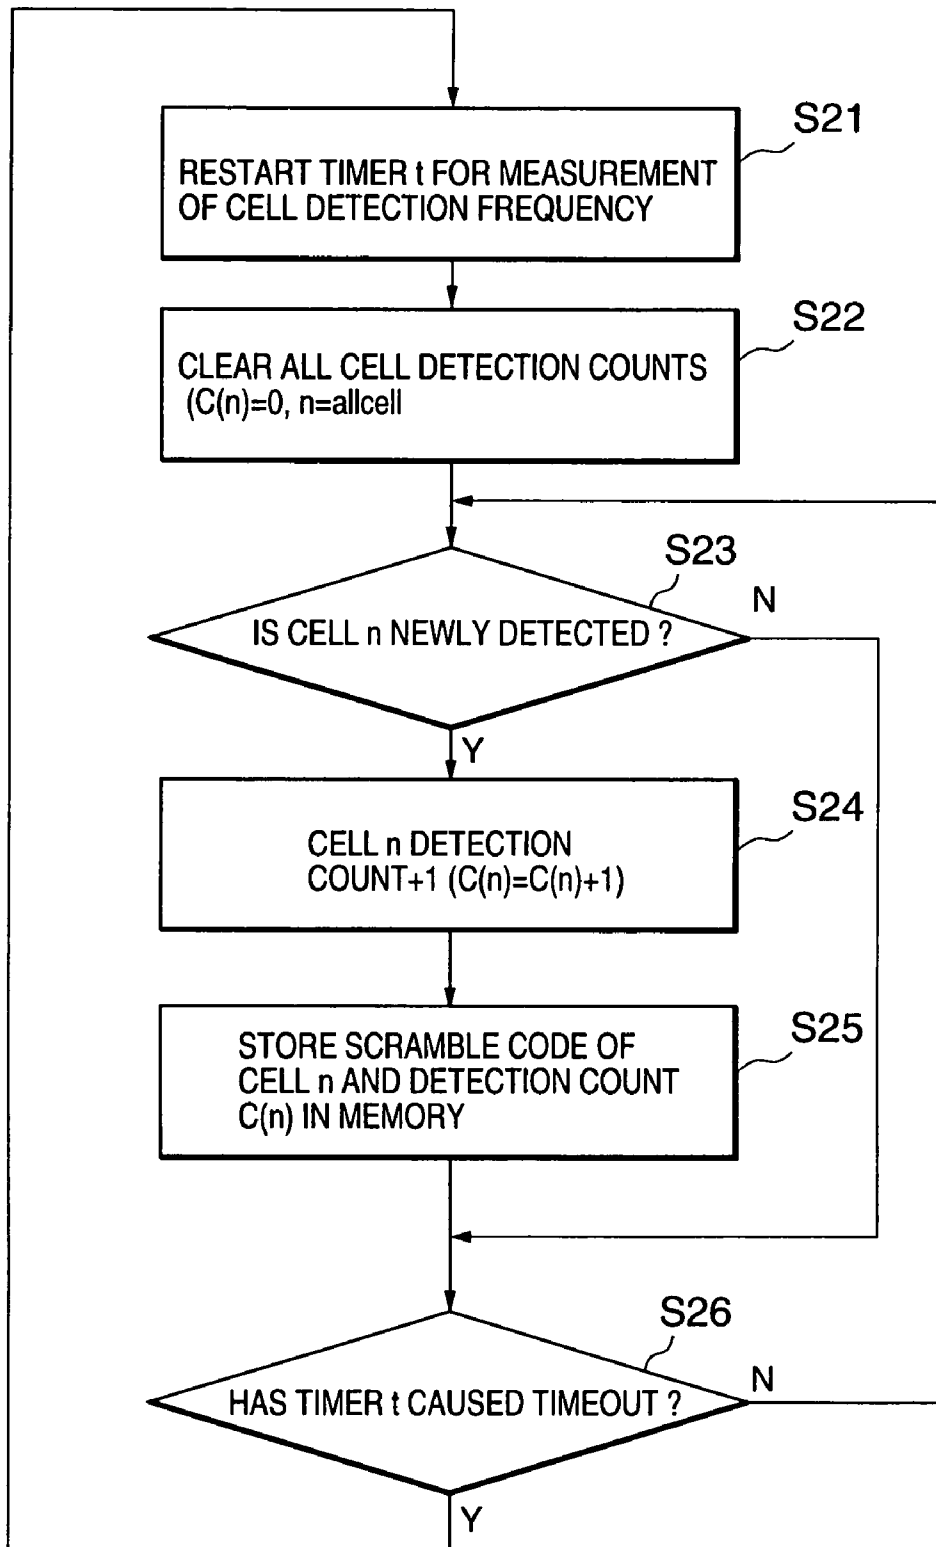 S21
RESTART TIMER t FOR MEASUREMENT
OF CELL DETECTION FREQUENCY
S22
CLEAR ALL CELL DETECTION COUNTS
(C(n)=0, n=allcell
S23
N
IS CELL n NEWLY DETECTED ?
Y
S24
CELL n DETECTION
COUNT+1 (C(n)=C(n)+1)
S25
STORE SCRAMBLE CODE OF
CELL n AND DETECTION COUNT
C(n) IN MEMORY
S26
N
HAS TIMER t CAUSED TIMEOUT ?
Y